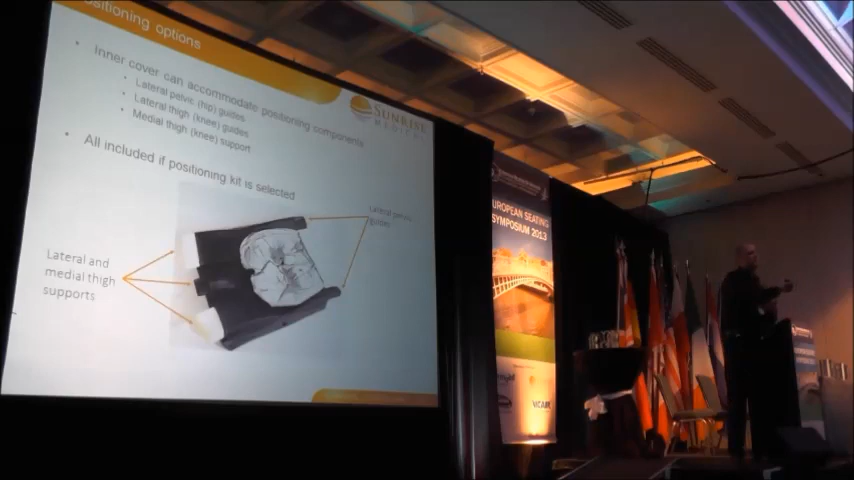 Positioning options
Inner cover can accommodate positioning components
Lateral pelvic (hip) guides
Lateral thigh (knee) guides
Medial thigh (knee) support
All included if positioning kit is selected
SUNRISE
MEDICAL
Lateral pelvic
guides
Lateral and
medial thigh
supports
EUROPEAN SEATING
SYMPOSIUM 2013
VICAIR